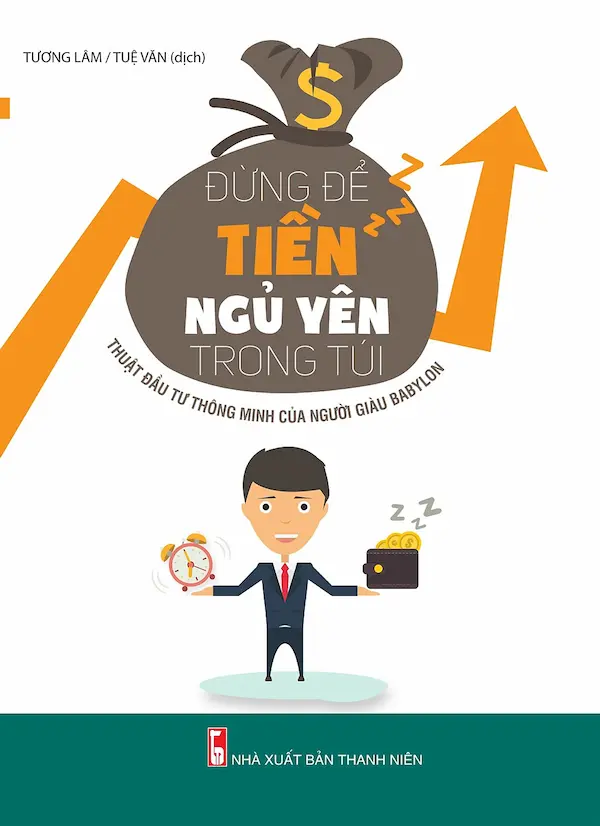 TƯƠNG LÂM / TUỆ VĂN (dịch)
$
ĐỪNG ĐỂ
TIỀN
NGỦ YÊN
TRONG TÚI
Z Z Z
THUẬT ĐẦU TƯ THÔNG MINH CỦA NGƯỜI GIÀU BABYLON
Z Z Z
NHÀ XUẤT BẢN THANH NIÊN